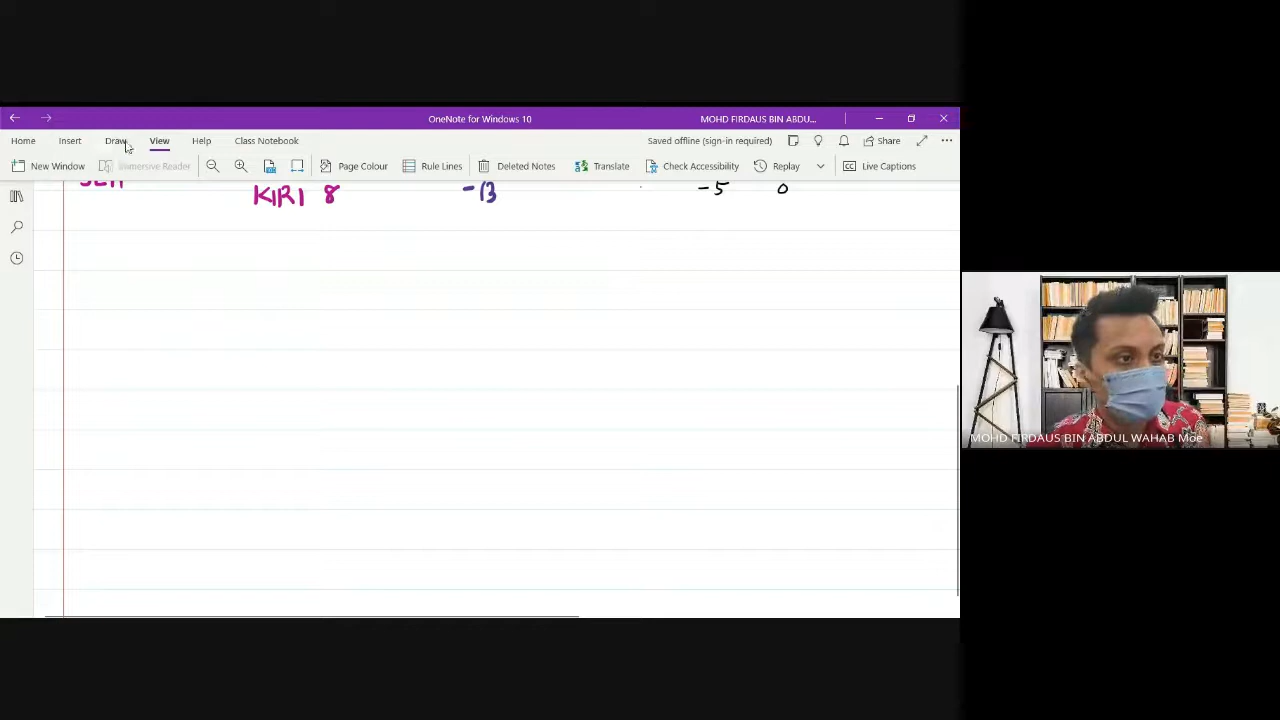 OneNote for Windows 10
MOHD FIRDAUS BIN ABDU...
Home Insert Draw View Help Class Notebook
Saved offline (sign-in required)
Share
New Window Immersive Reader Page Colour Rule Lines Deleted Notes Translate Check Accessibility Replay Live Captions
KIRI 8 -13 -5 0
MOHD FIRDAUS BIN ABDUL WAHAB Moe